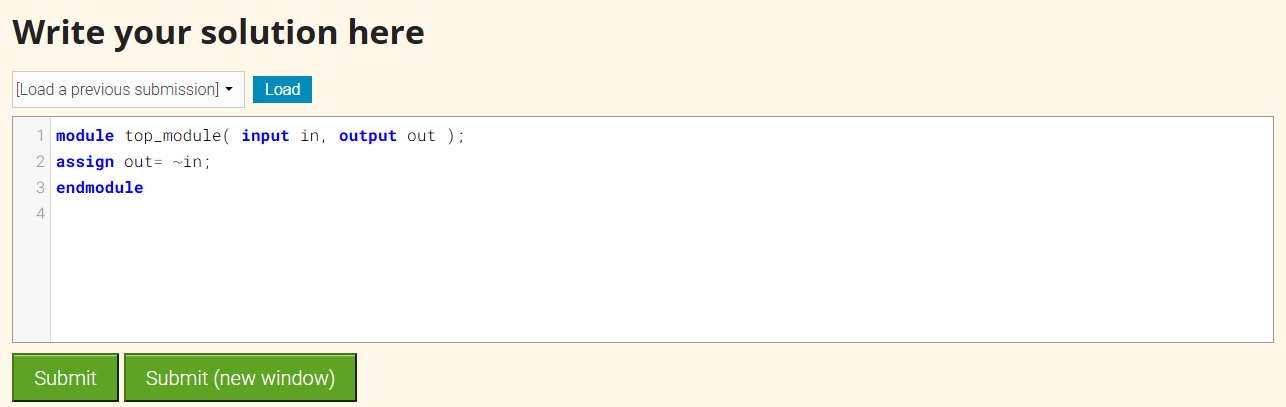 Write your solution here
[Load a previous submission] Load
1 module top_module( input in, output out );
2 assign out= ~in;
3 endmodule
4
Submit Submit (new window)